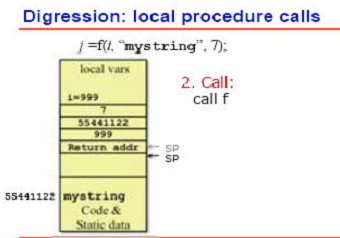 Digression: local procedure calls
j =f(i, “mystring”, 7);
local vars
i=999
7
55441122
999
Return addr
SP
SP
2. Call:
call f
55441122
mystring
Code &
Static data